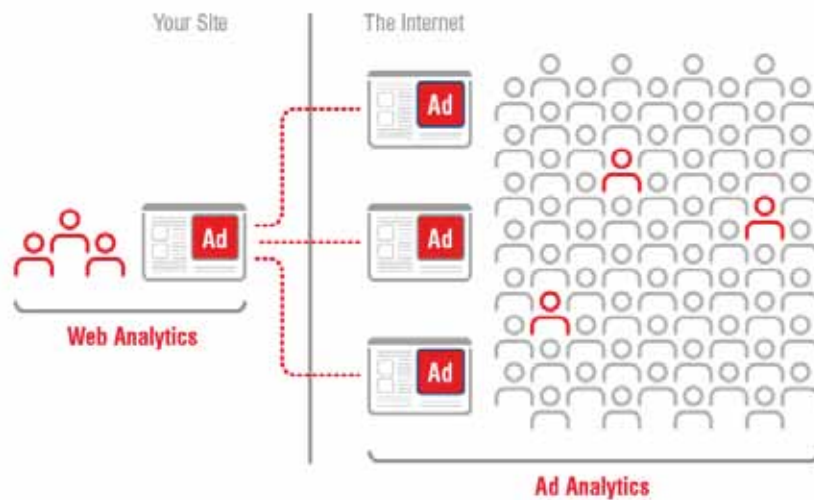 Your Site
The Internet
Ad
Ad
Ad
Ad
Web Analytics
Ad Analytics